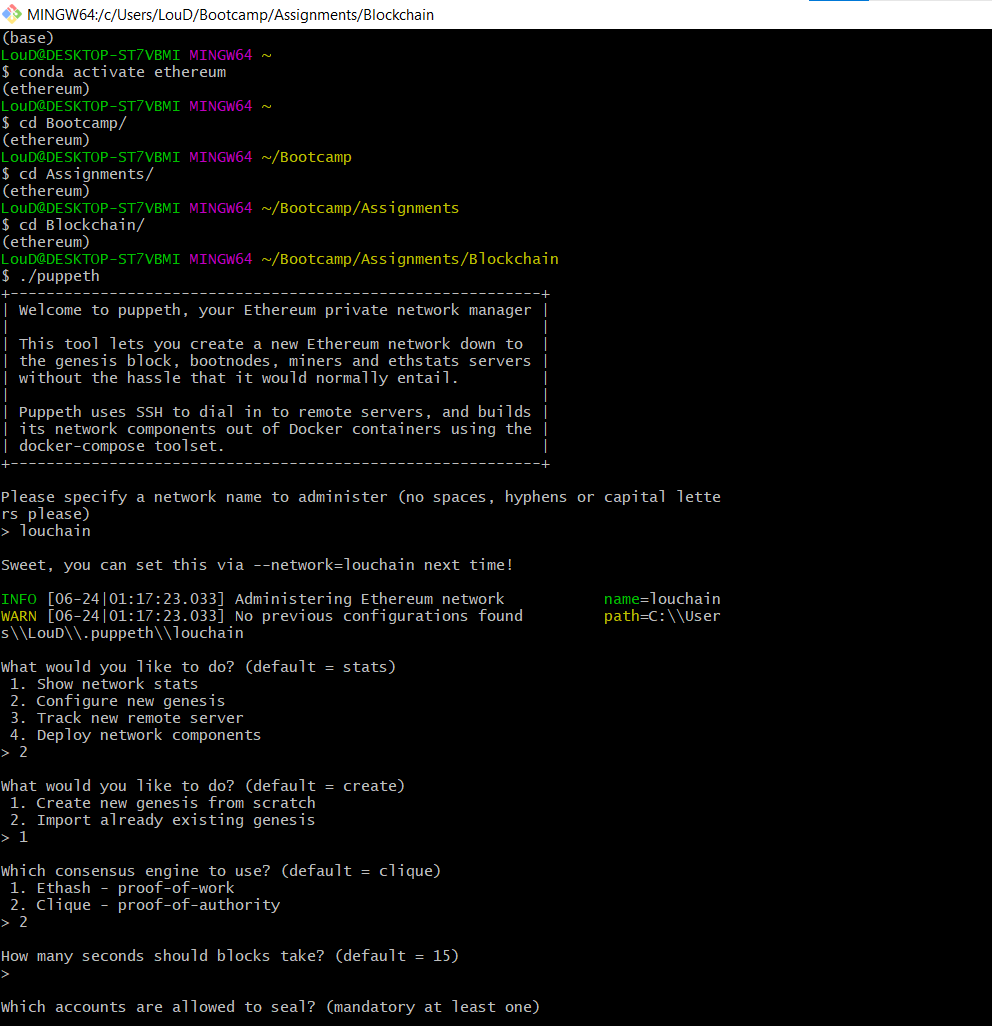 MINGW64:/c/Users/LouD/Bootcamp/Assignments/Blockchain
(base)
LouD@DESKTOP-ST7VBMI MINGW64 ~
$ conda activate ethereum
(ethereum)
LouD@DESKTOP-ST7VBMI MINGW64 ~
$ cd Bootcamp/
(ethereum)
LouD@DESKTOP-ST7VBMI MINGW64 ~/Bootcamp
$ cd Assignments/
(ethereum)
LouD@DESKTOP-ST7VBMI MINGW64 ~/Bootcamp/Assignments
$ cd Blockchain/
(ethereum)
LouD@DESKTOP-ST7VBMI MINGW64 ~/Bootcamp/Assignments/Blockchain
$ ./puppeth
+-----------------------------------------------------------+
| Welcome to puppeth, your Ethereum private network manager |
|                                                           |
| This tool lets you create a new Ethereum network down to  |
| the genesis block, bootnodes, miners and ethstats servers |
| without the hassle that it would normally entail.         |
|                                                           |
| Puppeth uses SSH to dial in to remote servers, and builds |
| its network components out of Docker containers using the |
| docker-compose toolset.                                   |
+-----------------------------------------------------------+
Please specify a network name to administer (no spaces, hyphens or capital lette
rs please)
> louchain
Sweet, you can set this via --network=louchain next time!
INFO [06-24|01:17:23.033] Administering Ethereum network           name=louchain
WARN [06-24|01:17:23.033] No previous configurations found         path=C:\\User
s\\LouD\\.puppeth\\louchain
What would you like to do? (default = stats)
 1. Show network stats
 2. Configure new genesis
 3. Track new remote server
 4. Deploy network components
> 2
What would you like to do? (default = create)
 1. Create new genesis from scratch
 2. Import already existing genesis
> 1
Which consensus engine to use? (default = clique)
 1. Ethash - proof-of-work
 2. Clique - proof-of-authority
> 2
How many seconds should blocks take? (default = 15)
>
Which accounts are allowed to seal? (mandatory at least one)